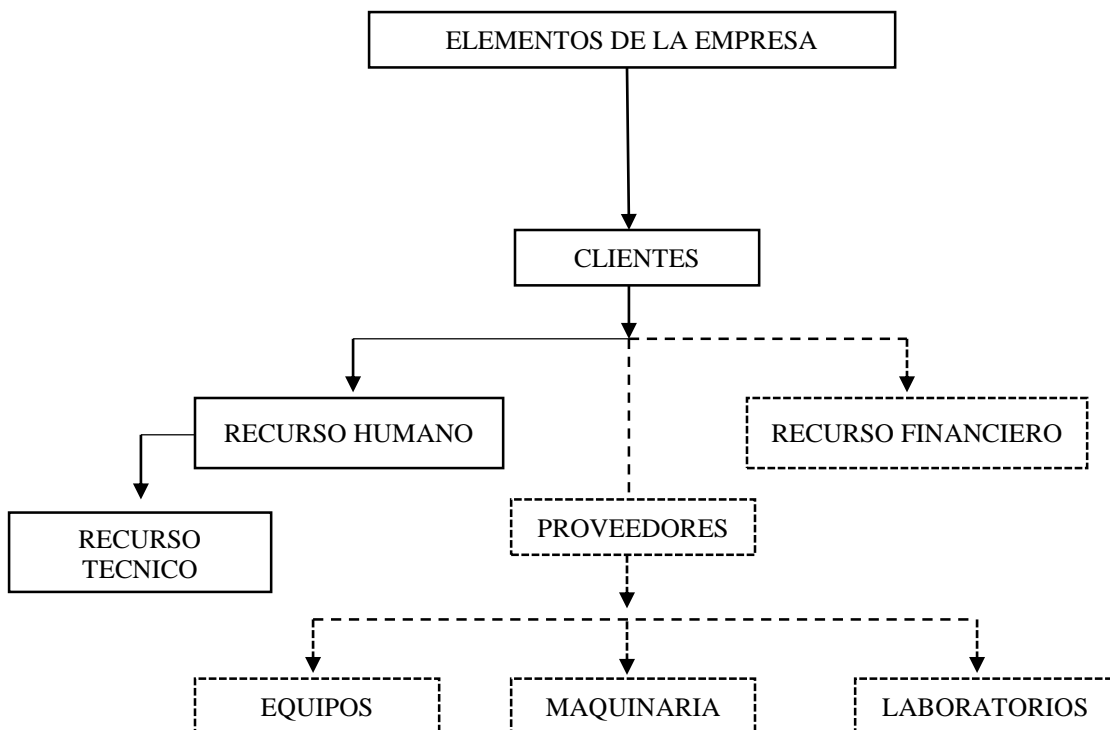 ELEMENTOS DE LA EMPRESA
CLIENTES
RECURSO HUMANO
RECURSO FINANCIERO
RECURSO
TECNICO
PROVEEDORES
EQUIPOS
MAQUINARIA
LABORATORIOS